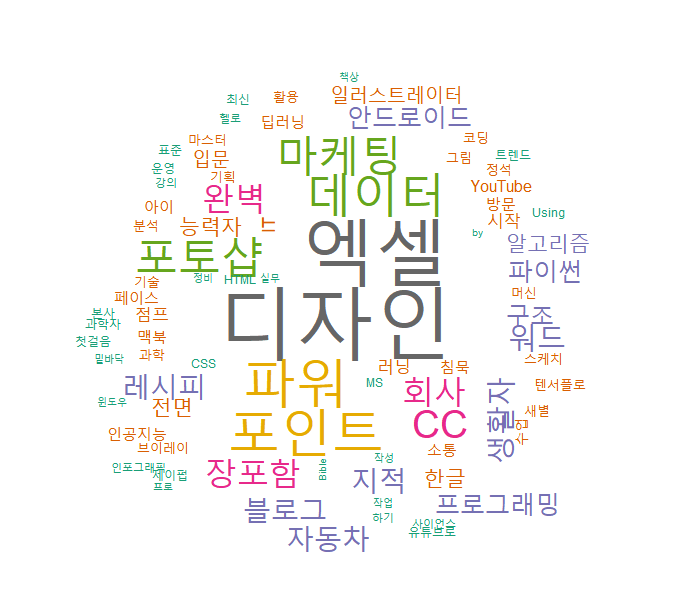 책상
최신 활용 일러스트레이터
헬로 딥러닝 안드로이드
마스터 마케팅 코딩
표준 입문 그림 트렌드
운영 기획 정석
강의 완벽 데이터 YouTube
아이 방문
분석 능력자 시작 Using
by
포토샵 엑셀 알고리즘
정비 HTML 실무 파이썬
기술
페이스 머신
본사 점프 디자인 구조
과학자
첫걸음 맥북 워드
밑바닥 과학 스케치
CSS 파워 러닝 침묵
레시피 MS 회사 생활자 텐서플로
윈도우 전면 새별
인공지능 포인트 CC 수업
브이레이 소통
인포그래픽 제이펍 장포함 Bible 작성 한글
프로 지적
블로그 작업 프로그래밍
하기
자동차 사이언스
유튜브로